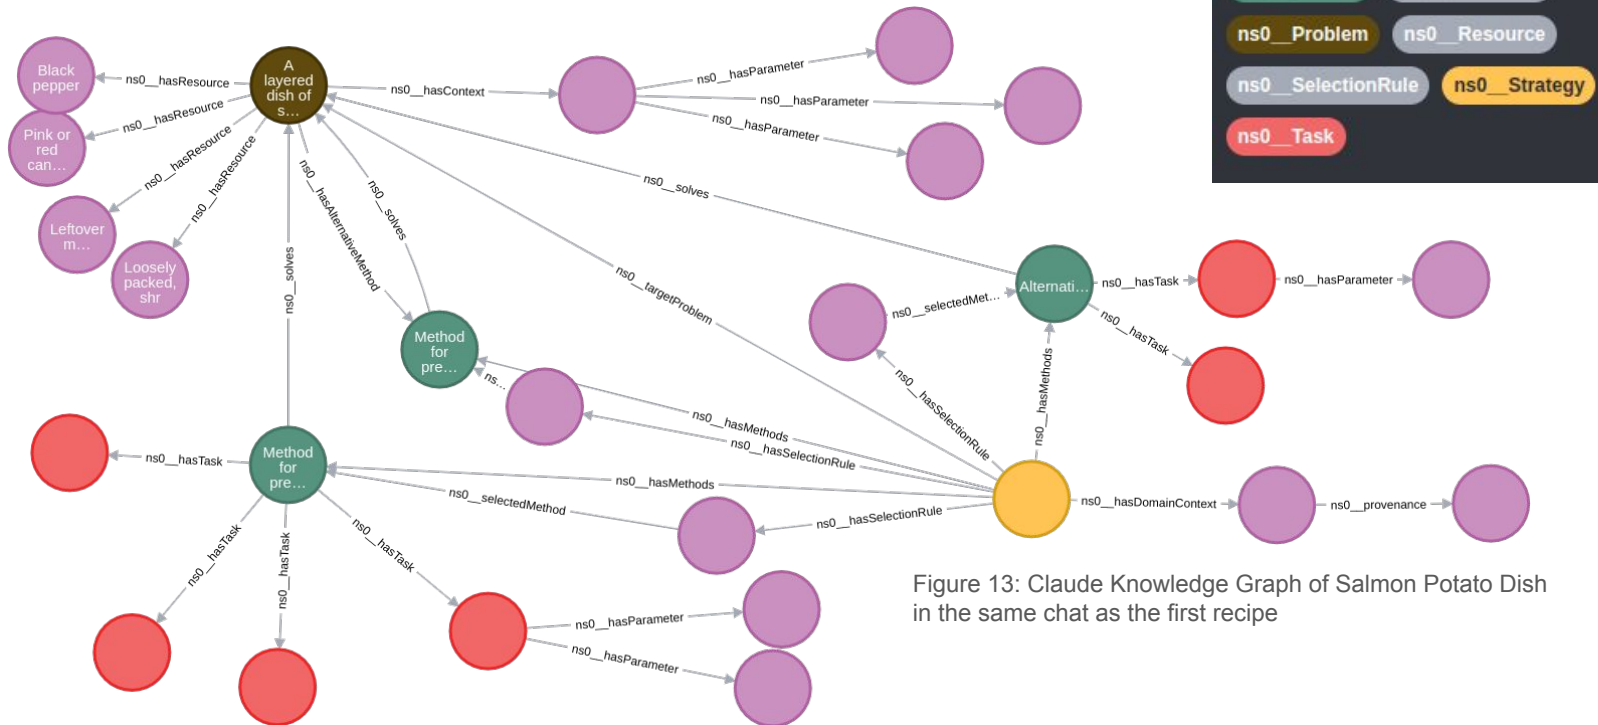 ns0__Problem
ns0__Resource
ns0__SelectionRule
ns0__Strategy
ns0__Task
A
layered
dish of
s...
Black
pepper
Pink or
red
can...
Leftover
m...
Loosely
packed,
shr
ns0__hasResource
ns0__hasResource
ns0__hasResource
ns0__hasResource
ns0__hasContext
ns0__hasParameter
ns0__hasParameter
ns0__hasParameter
ns0__solves
ns0__hasAlternativeMethod
ns0__solves
ns0__solves
ns0__targetProblem
Method
for
pre...
ns...
Alternati...
ns0__hasTask
ns0__hasParameter
ns0__hasTask
ns0__selectedMet...
ns0__hasSelectionRule
ns0__hasMethods
ns0__hasMethods
ns0__hasSelectionRule
Method
for
pre...
ns0__hasTask
ns0__hasMethods
ns0__selectedMethod
ns0__hasSelectionRule
ns0__hasDomainContext
ns0__provenance
ns0__hasTask
ns0__hasTask
ns0__hasTask
ns0__hasParameter
ns0__hasParameter
Figure 13: Claude Knowledge Graph of Salmon Potato Dish
in the same chat as the first recipe